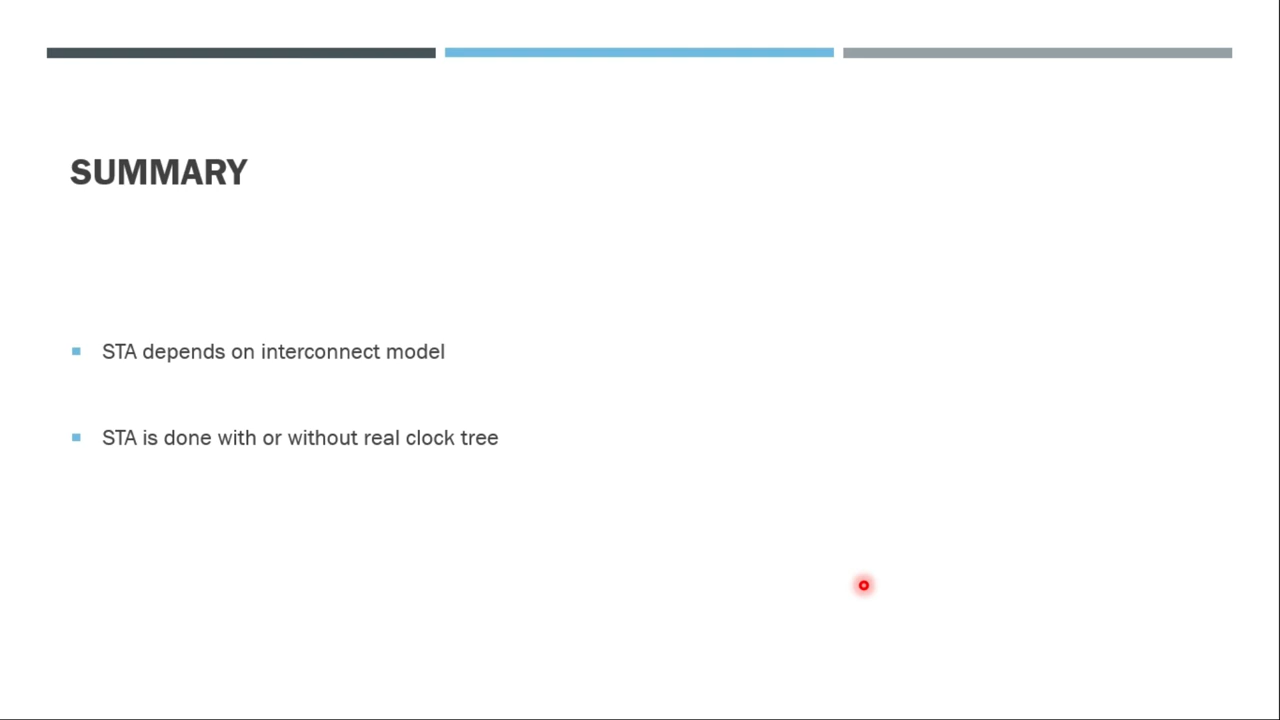 SUMMARY
STA depends on interconnect model
STA is done with or without real clock tree